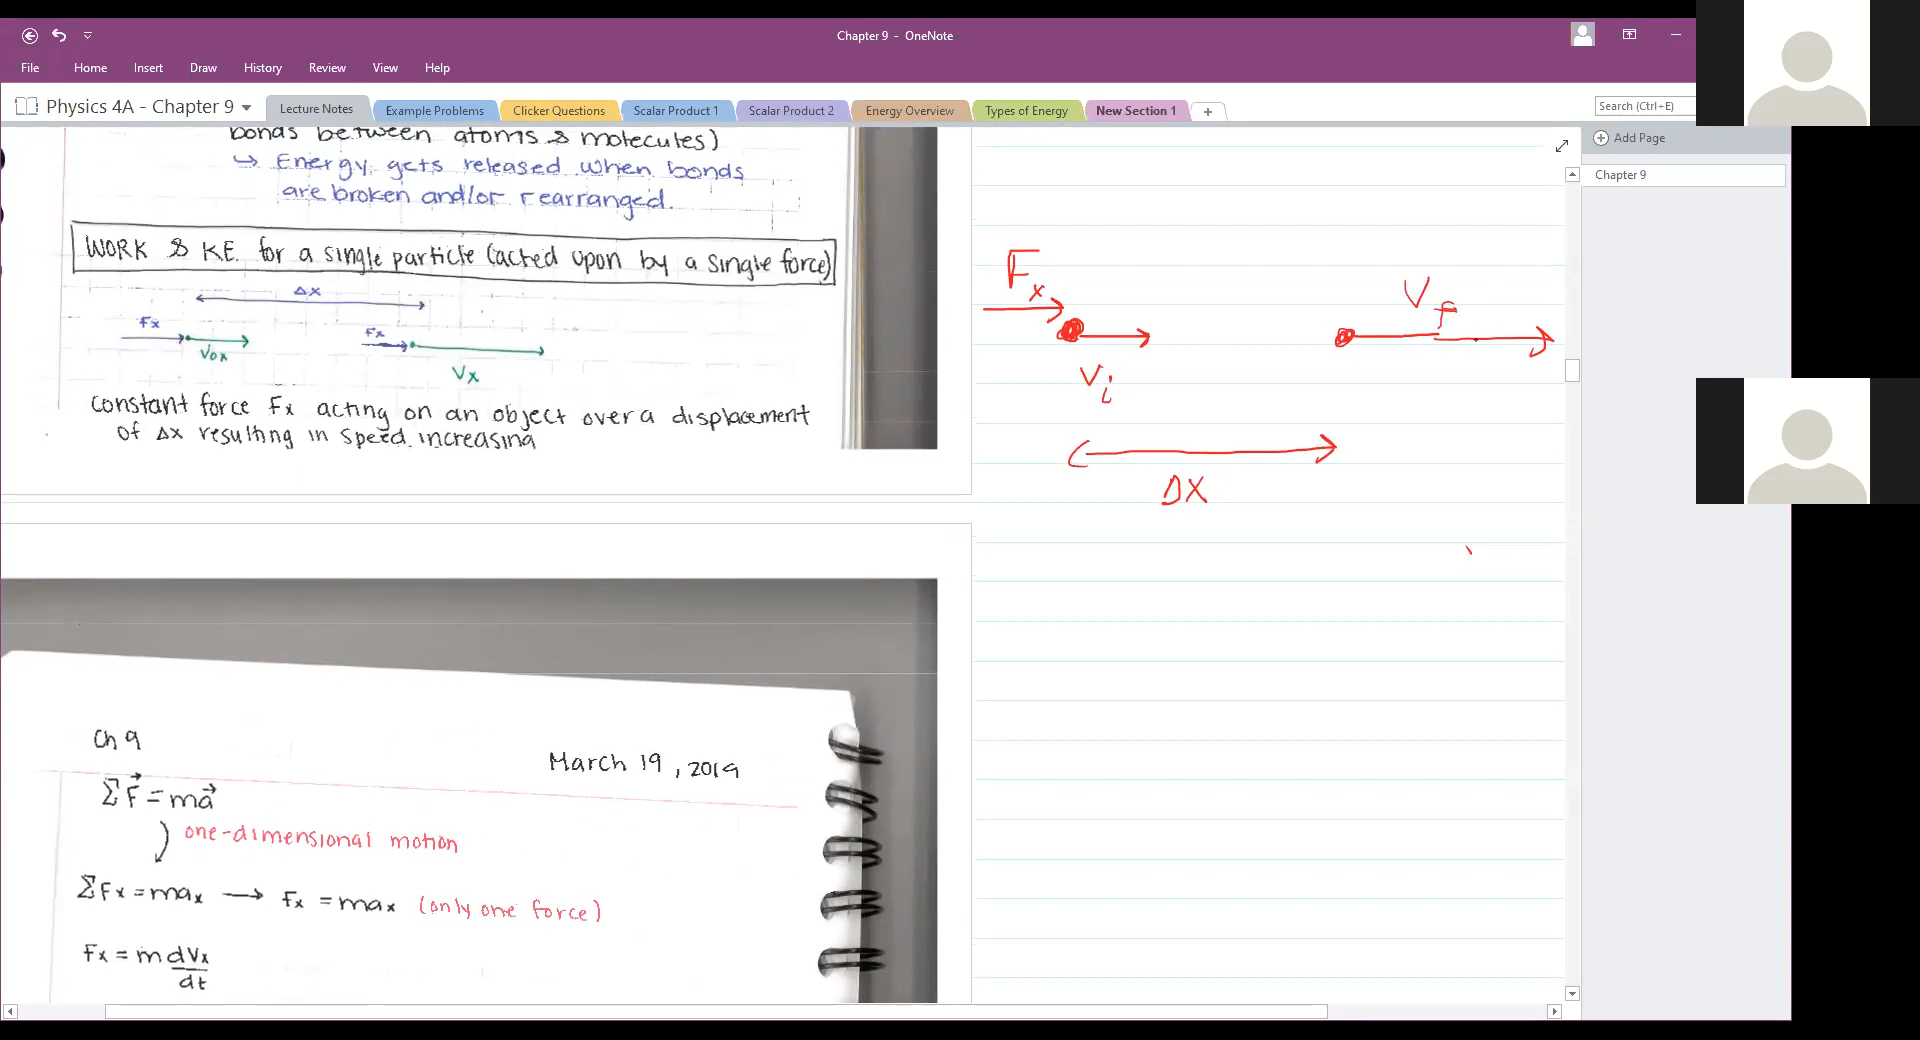 Chapter 9 - OneNote
File Home Insert Draw History Review View Help
Physics 4A - Chapter 9
Lecture Notes Example Problems Clicker Questions Scalar Product 1 Scalar Product 2 Energy Overview Types of Energy New Section 1
Search (Ctrl+E)
Add Page
Chapter 9
bonds between atoms & molecules)
↳ Energy gets released when bonds
are broken and/or rearranged.
WORK & KE. for a single particle (acted upon by a single force)
Δx
Fx
Vox
Fx
Vx
constant force Fx acting on an object over a displacement
of Δx resulting in speed increasing
Fx
Vi
Vf
Δx
Ch 9
March 19, 2019
ΣF⃗ = ma⃗
one-dimensional motion
ΣFx = max → Fx = max (only one force)
Fx = m dVx
dt